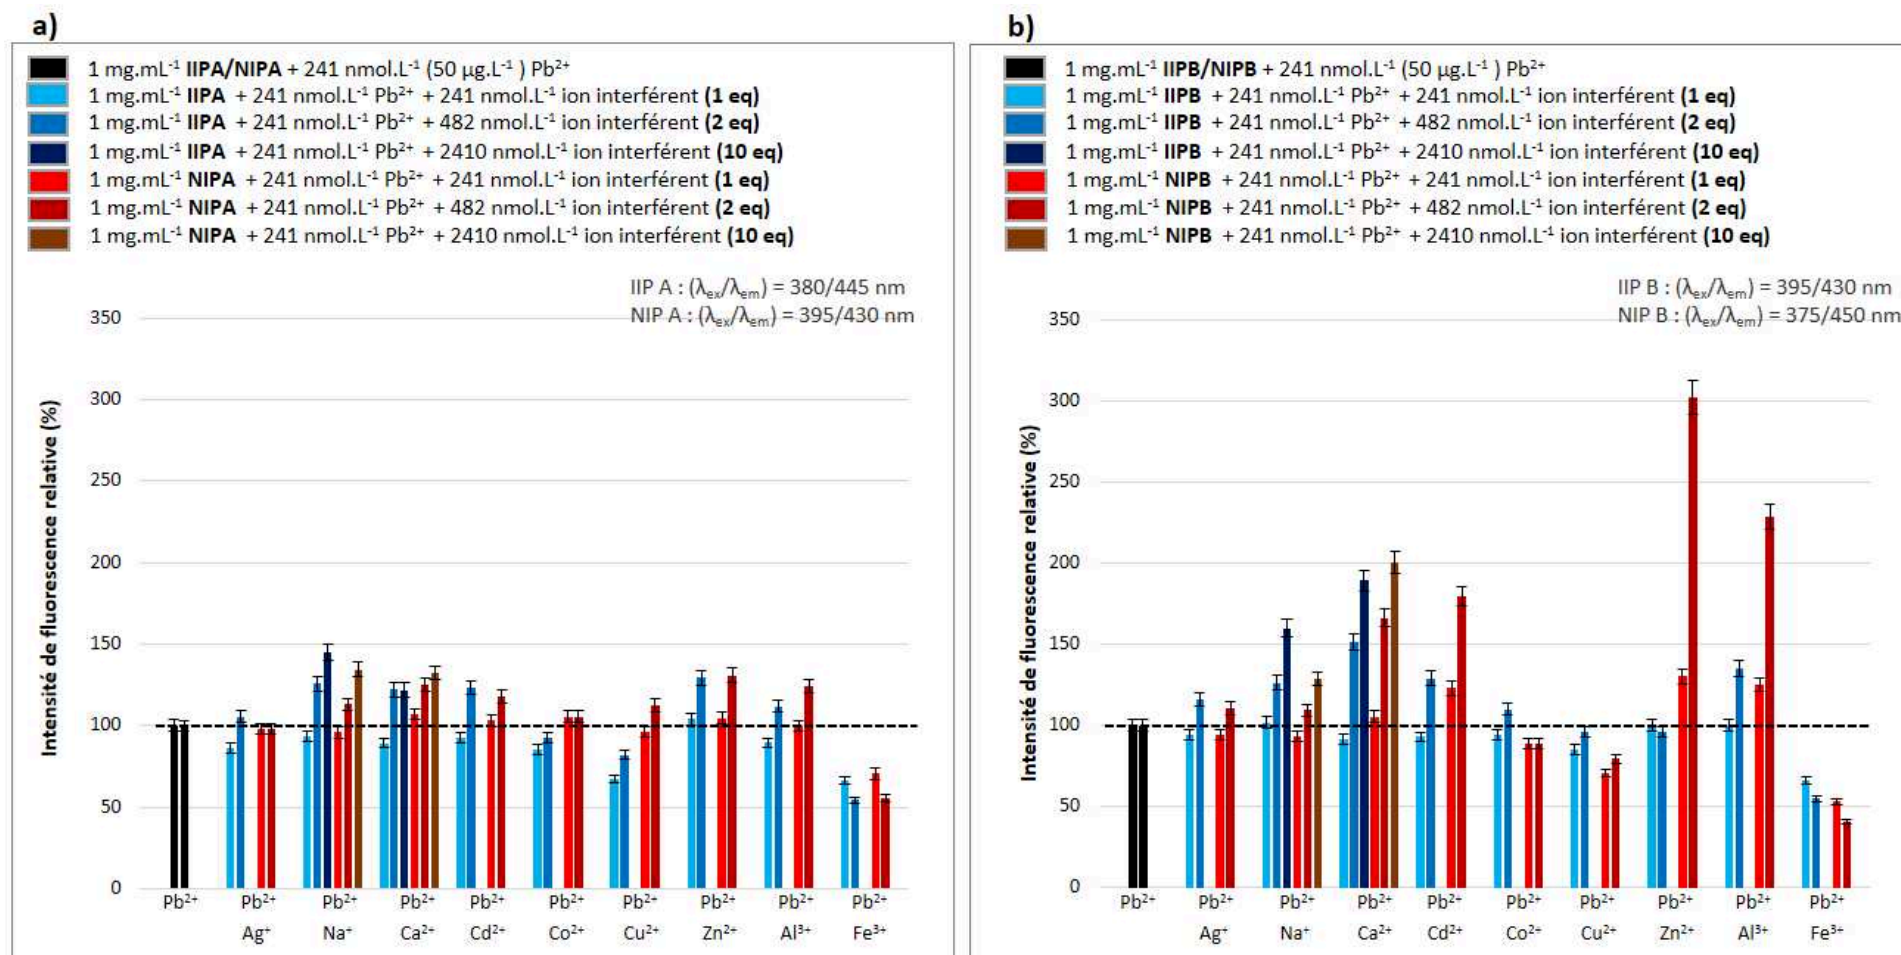 a)
1 mg.mL⁻¹ IIPA/NIPA + 241 nmol.L⁻¹ (50 µg.L⁻¹ ) Pb²⁺
1 mg.mL⁻¹ IIPA + 241 nmol.L⁻¹ Pb²⁺ + 241 nmol.L⁻¹ ion interférent (1 eq)
1 mg.mL⁻¹ IIPA + 241 nmol.L⁻¹ Pb²⁺ + 482 nmol.L⁻¹ ion interférent (2 eq)
1 mg.mL⁻¹ IIPA + 241 nmol.L⁻¹ Pb²⁺ + 2410 nmol.L⁻¹ ion interférent (10 eq)
1 mg.mL⁻¹ NIPA + 241 nmol.L⁻¹ Pb²⁺ + 241 nmol.L⁻¹ ion interférent (1 eq)
1 mg.mL⁻¹ NIPA + 241 nmol.L⁻¹ Pb²⁺ + 482 nmol.L⁻¹ ion interférent (2 eq)
1 mg.mL⁻¹ NIPA + 241 nmol.L⁻¹ Pb²⁺ + 2410 nmol.L⁻¹ ion interférent (10 eq)
IIP A : (λex/λem) = 380/445 nm
NIP A : (λex/λem) = 395/430 nm
Intensité de fluorescence relative (%)
350
300
250
200
150
100
50
0
Pb²⁺ Pb²⁺ Pb²⁺ Pb²⁺ Pb²⁺ Pb²⁺ Pb²⁺ Pb²⁺ Pb²⁺ Pb²⁺
Ag⁺ Na⁺ Ca²⁺ Cd²⁺ Co²⁺ Cu²⁺ Zn²⁺ Al³⁺ Fe³⁺
b)
1 mg.mL⁻¹ IIPB/NIPB + 241 nmol.L⁻¹ (50 µg.L⁻¹ ) Pb²⁺
1 mg.mL⁻¹ IIPB + 241 nmol.L⁻¹ Pb²⁺ + 241 nmol.L⁻¹ ion interférent (1 eq)
1 mg.mL⁻¹ IIPB + 241 nmol.L⁻¹ Pb²⁺ + 482 nmol.L⁻¹ ion interférent (2 eq)
1 mg.mL⁻¹ IIPB + 241 nmol.L⁻¹ Pb²⁺ + 2410 nmol.L⁻¹ ion interférent (10 eq)
1 mg.mL⁻¹ NIPB + 241 nmol.L⁻¹ Pb²⁺ + 241 nmol.L⁻¹ ion interférent (1 eq)
1 mg.mL⁻¹ NIPB + 241 nmol.L⁻¹ Pb²⁺ + 482 nmol.L⁻¹ ion interférent (2 eq)
1 mg.mL⁻¹ NIPB + 241 nmol.L⁻¹ Pb²⁺ + 2410 nmol.L⁻¹ ion interférent (10 eq)
IIP B : (λex/λem) = 395/430 nm
NIP B : (λex/λem) = 375/450 nm
Intensité de fluorescence relative (%)
350
300
250
200
150
100
50
0
Pb²⁺ Pb²⁺ Pb²⁺ Pb²⁺ Pb²⁺ Pb²⁺ Pb²⁺ Pb²⁺ Pb²⁺ Pb²⁺
Ag⁺ Na⁺ Ca²⁺ Cd²⁺ Co²⁺ Cu²⁺ Zn²⁺ Al³⁺ Fe³⁺